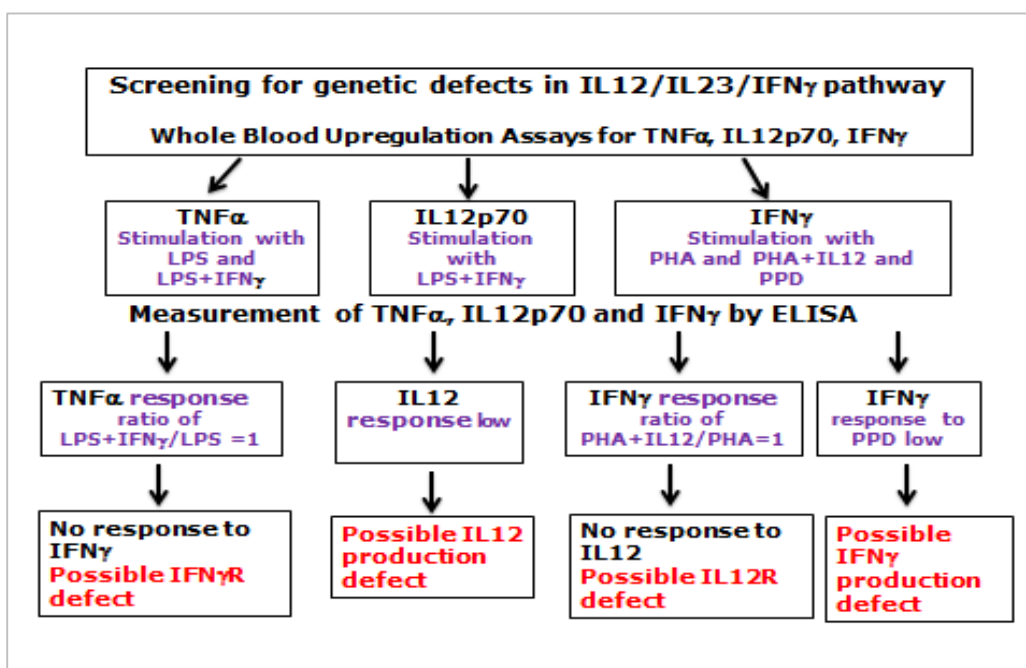 Screening for genetic defects in IL12/IL23/IFNγ pathway
Whole Blood Upregulation Assays for TNFα, IL12p70, IFNγ
TNFα
Stimulation with
LPS and
LPS+IFNγ
IL12p70
Stimulation
with
LPS+IFNγ
IFNγ
Stimulation with
PHA and PHA+IL12 and
PPD
Measurement of TNFα, IL12p70 and IFNγ by ELISA
TNFα response
ratio of
LPS+IFNγ/LPS =1
IL12
response low
IFNγ response
ratio of
PHA+IL12/PHA=1
IFNγ
response to
PPD low
No response to
IFNγ
Possible IFNγR
defect
Possible IL12
production
defect
No response to
IL12
Possible IL12R
defect
Possible
IFNγ
production
defect